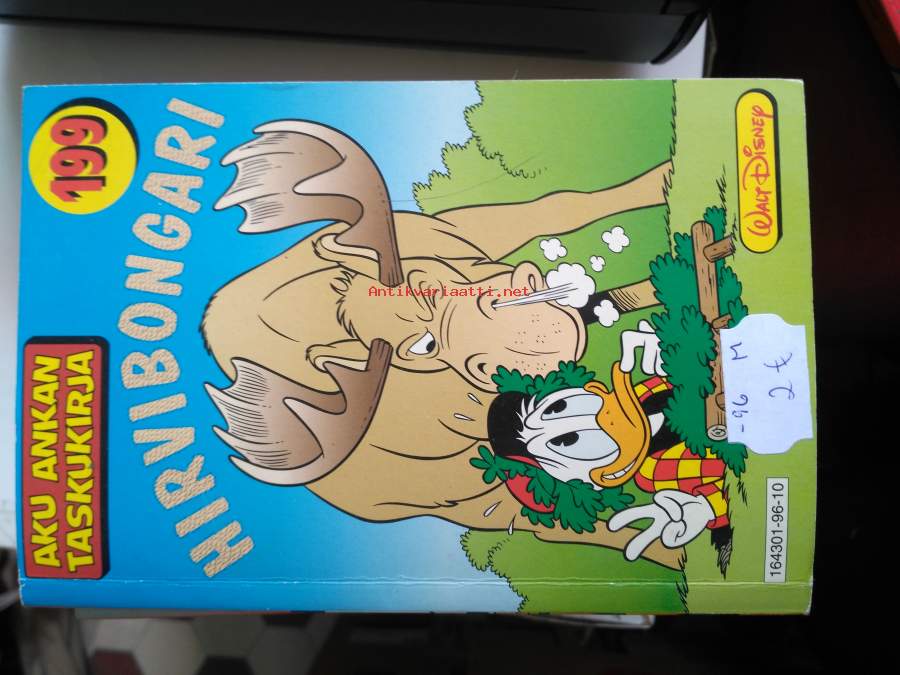 199
AKU ANKAN
TASKUKIRJA
HIRVIBONGARI
Antikvariaatti.net
WALT DISNEY
-96 M
2 €
164301-96-10